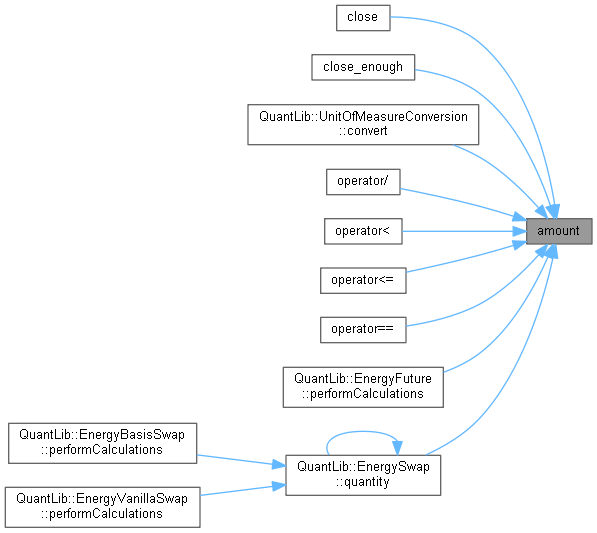 close
close_enough
QuantLib::UnitOfMeasureConversion
::convert
operator/
operator<
amount
operator<=
operator==
QuantLib::EnergyFuture
::performCalculations
QuantLib::EnergyBasisSwap
::performCalculations
QuantLib::EnergySwap
::quantity
QuantLib::EnergyVanillaSwap
::performCalculations